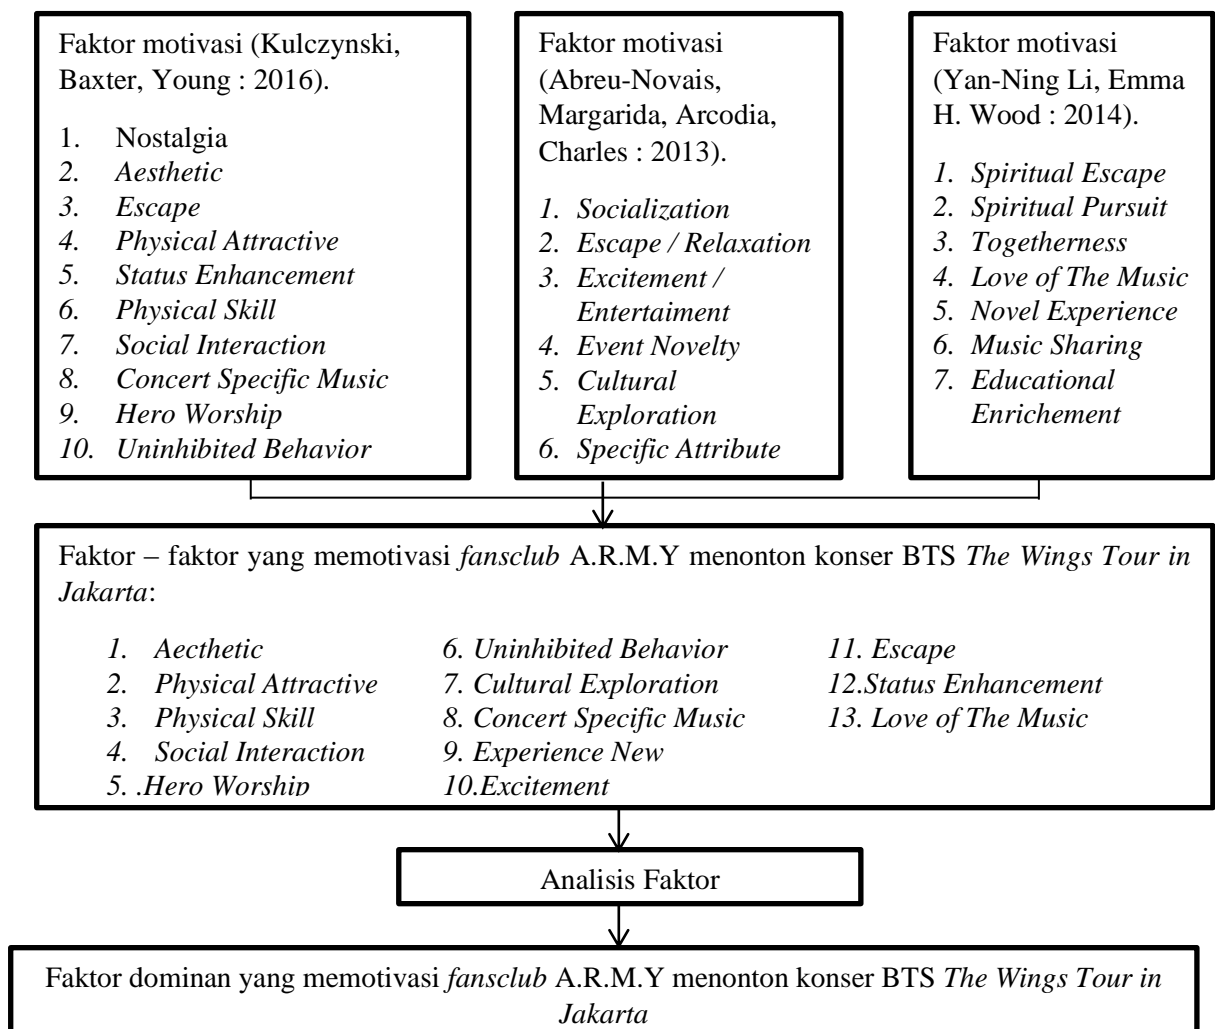 Faktor motivasi (Kulczynski,
Baxter, Young : 2016).
1. Nostalgia
2. Aesthetic
3. Escape
4. Physical Attractive
5. Status Enhancement
6. Physical Skill
7. Social Interaction
8. Concert Specific Music
9. Hero Worship
10. Uninhibited Behavior
Faktor motivasi
(Abreu-Novais,
Margarida, Arcodia,
Charles : 2013).
1. Socialization
2. Escape / Relaxation
3. Excitement /
Entertaiment
4. Event Novelty
5. Cultural
Exploration
6. Specific Attribute
Faktor motivasi
(Yan-Ning Li, Emma
H. Wood : 2014).
1. Spiritual Escape
2. Spiritual Pursuit
3. Togetherness
4. Love of The Music
5. Novel Experience
6. Music Sharing
7. Educational
Enrichement
Faktor – faktor yang memotivasi fansclub A.R.M.Y menonton konser BTS The Wings Tour in
Jakarta:
1. Aecthetic
2. Physical Attractive
3. Physical Skill
4. Social Interaction
5. .Hero Worship
6. Uninhibited Behavior
7. Cultural Exploration
8. Concert Specific Music
9. Experience New
10.Excitement
11. Escape
12.Status Enhancement
13. Love of The Music
Analisis Faktor
Faktor dominan yang memotivasi fansclub A.R.M.Y menonton konser BTS The Wings Tour in
Jakarta